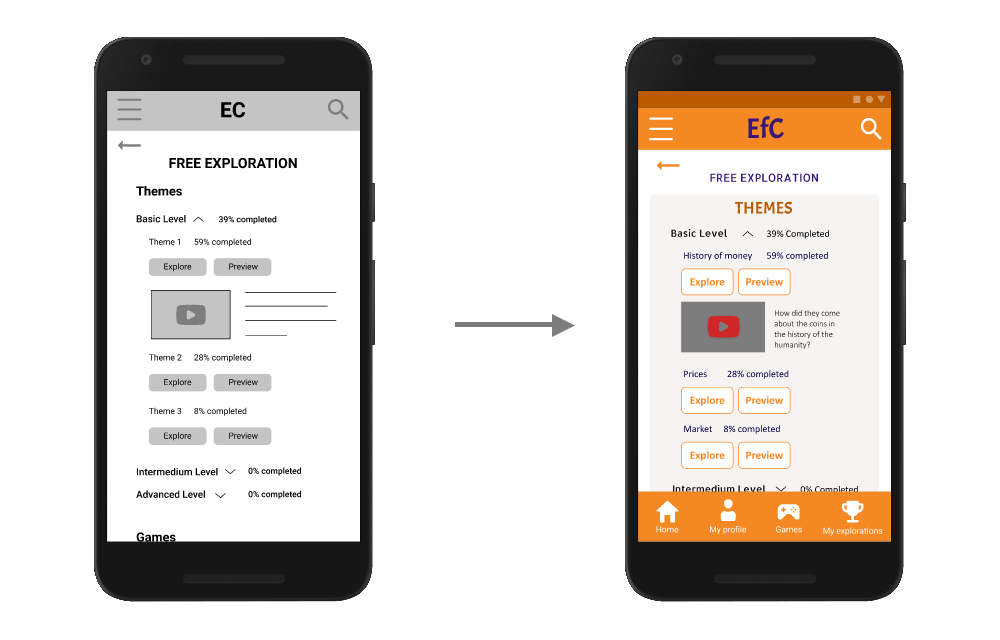 EC
FREE EXPLORATION
Themes
Basic Level 39% completed
Theme 1 59% completed
Explore Preview
Theme 2 28% completed
Explore Preview
Theme 3 8% completed
Explore Preview
Intermedium Level 0% completed
Advanced Level 0% completed
Games
EfC
FREE EXPLORATION
THEMES
Basic Level 39% Completed
History of money 59% completed
Explore Preview
How did they come
about the coins in
the history of the
humanity?
Prices 28% completed
Explore Preview
Market 8% completed
Explore Preview
Intermedium Level 0% Completed
Home My profile Games My explorations